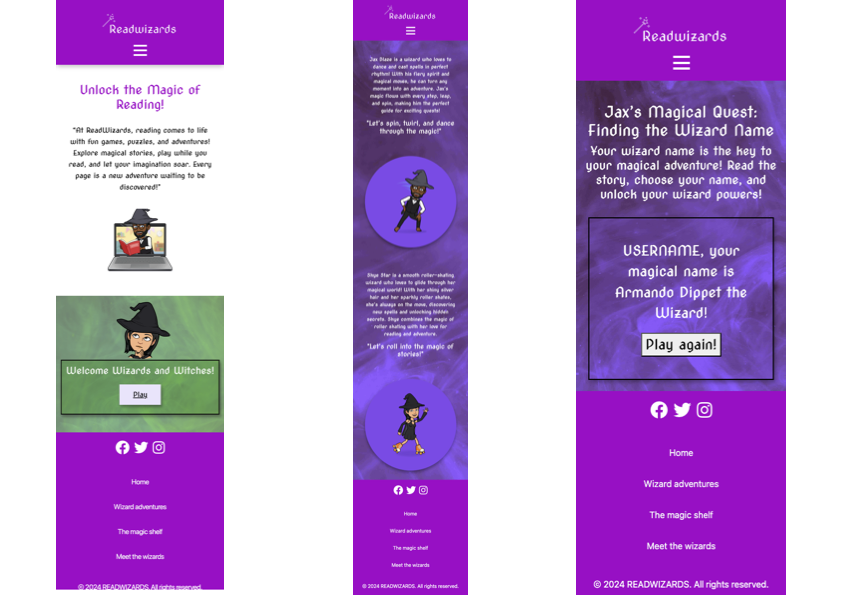 Readwizards
Unlock the Magic of
Reading!
"At ReadWizards, reading comes to life
with fun games, puzzles, and adventures!
Explore magical stories, play while you
read, and let your imagination soar. Every
page is a new adventure waiting to be
discovered!"
Welcome Wizards and Witches!
Play
Home
Wizard adventures
The magic shelf
Meet the wizards
© 2024 READWIZARDS. All rights reserved.
Readwizards
Jax Blaze is a wizard who loves to
dance and cast spells in perfect
rhythm! With his fiery spirit and
magical moves, he can turn any
moment into an adventure. Jax's
magic flows with every step, leap,
and spin, making him the perfect
guide for exciting quests!
"Let's spin, twirl, and dance
through the magic!"
Skye Star is a smooth roller-skating
wizard who loves to glide through her
magical world! With her shiny silver
hair and her sparkly roller skates,
she's always on the move, discovering
new spells and unlocking hidden
secrets. Skye combines the magic of
roller skating with her love for
reading and adventure.
"Let's roll into the magic of
stories!"
Home
Wizard adventures
The magic shelf
Meet the wizards
© 2024 READWIZARDS. All rights reserved.
Readwizards
Jax's Magical Quest:
Finding the Wizard Name
Your wizard name is the key to
your magical adventure! Read the
story, choose your name, and
unlock your wizard powers!
USERNAME, your
magical name is
Armando Dippet the
Wizard!
Play again!
Home
Wizard adventures
The magic shelf
Meet the wizards
© 2024 READWIZARDS. All rights reserved.